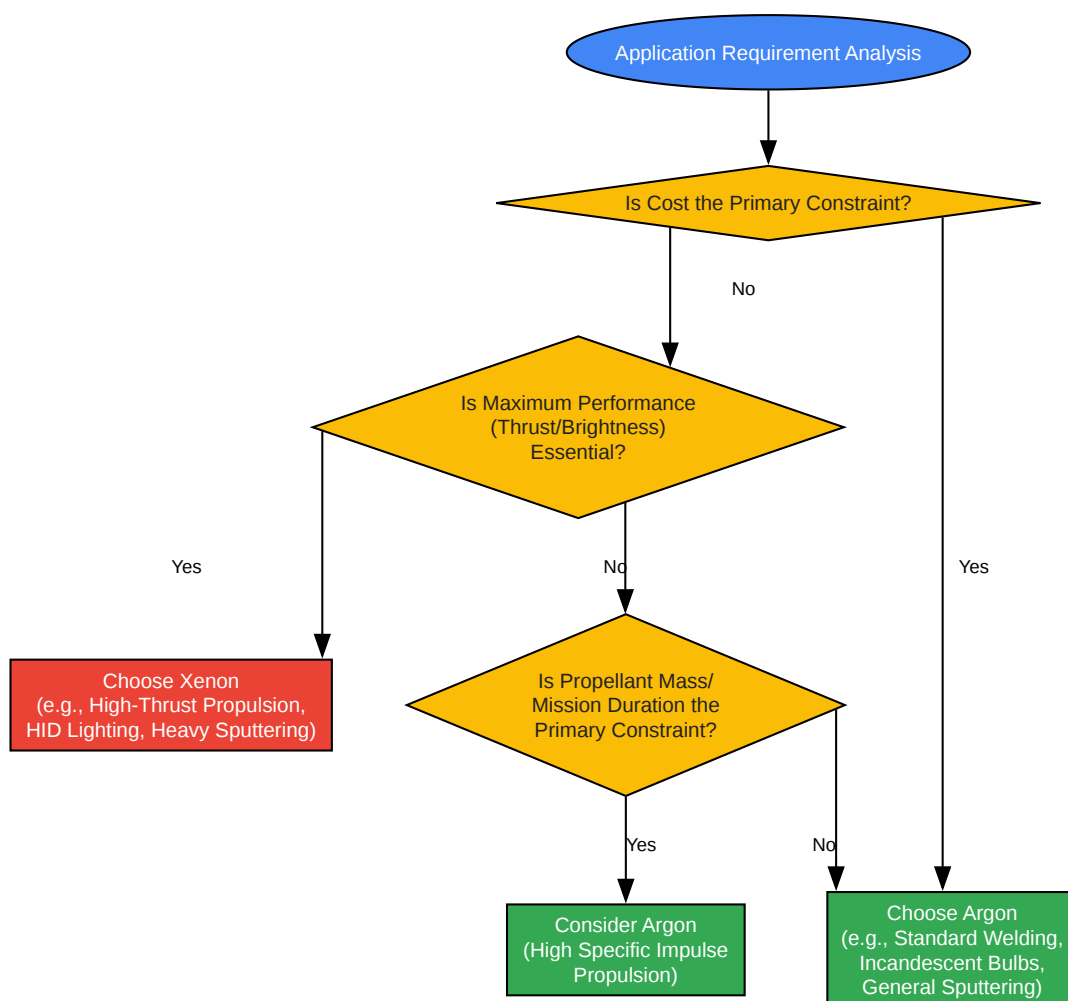 Application Requirement Analysis
Is Cost the Primary Constraint?
No
Is Maximum Performance
(Thrust/Brightness)
Essential?
Yes
No
Yes
Choose Xenon
(e.g., High-Thrust Propulsion,
HID Lighting, Heavy Sputtering)
Is Propellant Mass/
Mission Duration the
Primary Constraint?
Yes
No
Consider Argon
(High Specific Impulse
Propulsion)
Choose Argon
(e.g., Standard Welding,
Incandescent Bulbs,
General Sputtering)